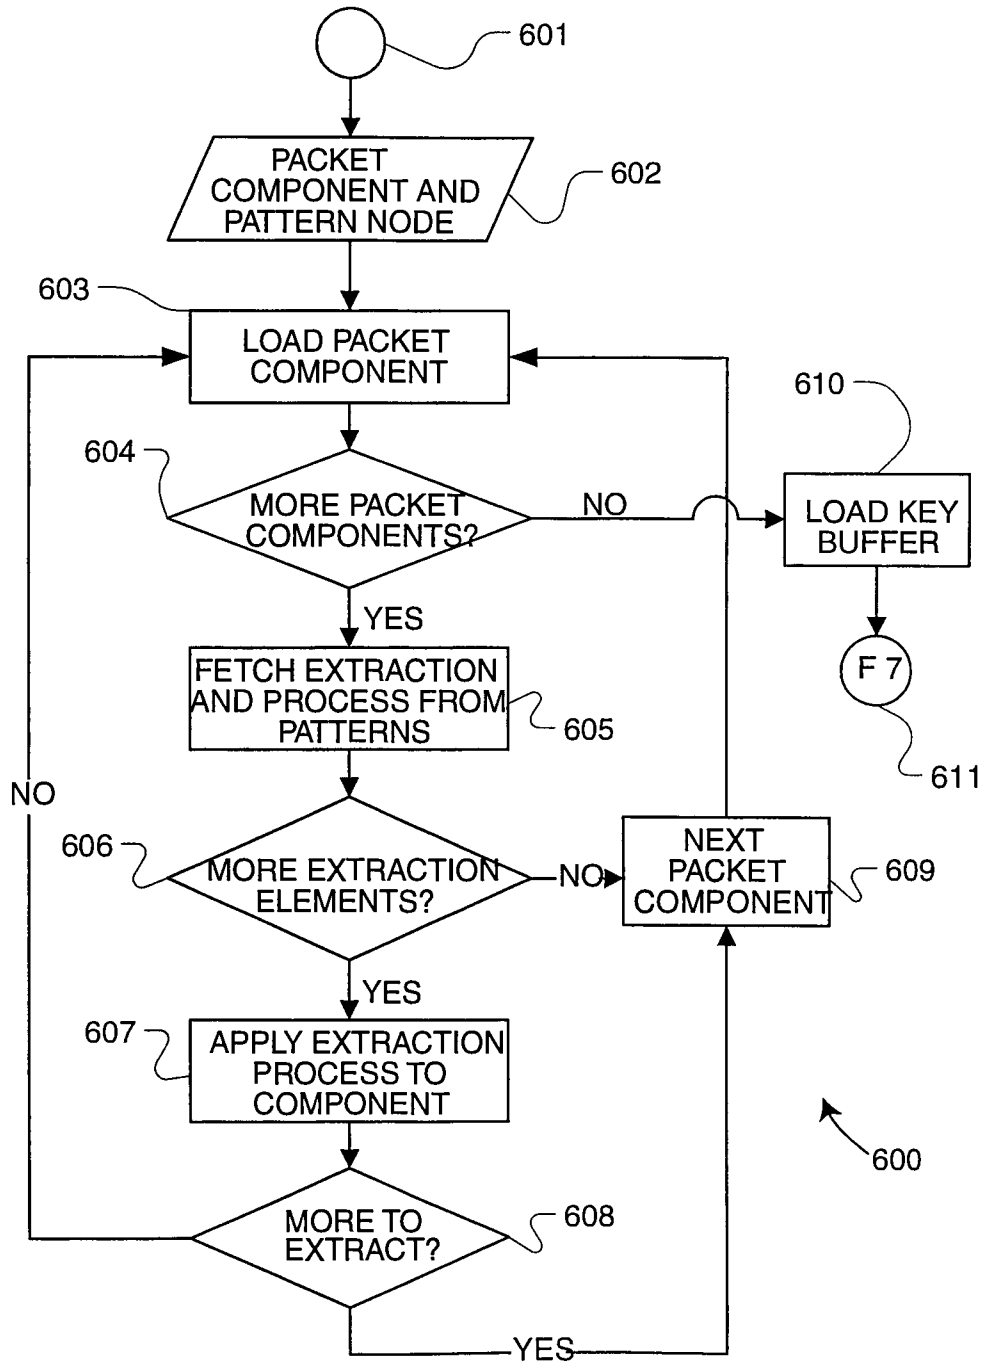 601
PACKET
COMPONENT AND
PATTERN NODE
602
603
LOAD PACKET
COMPONENT
610
604
MORE PACKET
COMPONENTS?
NO
LOAD KEY
BUFFER
YES
FETCH EXTRACTION
AND PROCESS FROM
PATTERNS
605
F 7
611
NO
606
MORE EXTRACTION
ELEMENTS?
NO
NEXT
PACKET
COMPONENT
609
YES
607
APPLY EXTRACTION
PROCESS TO
COMPONENT
600
MORE TO
EXTRACT?
608
YES